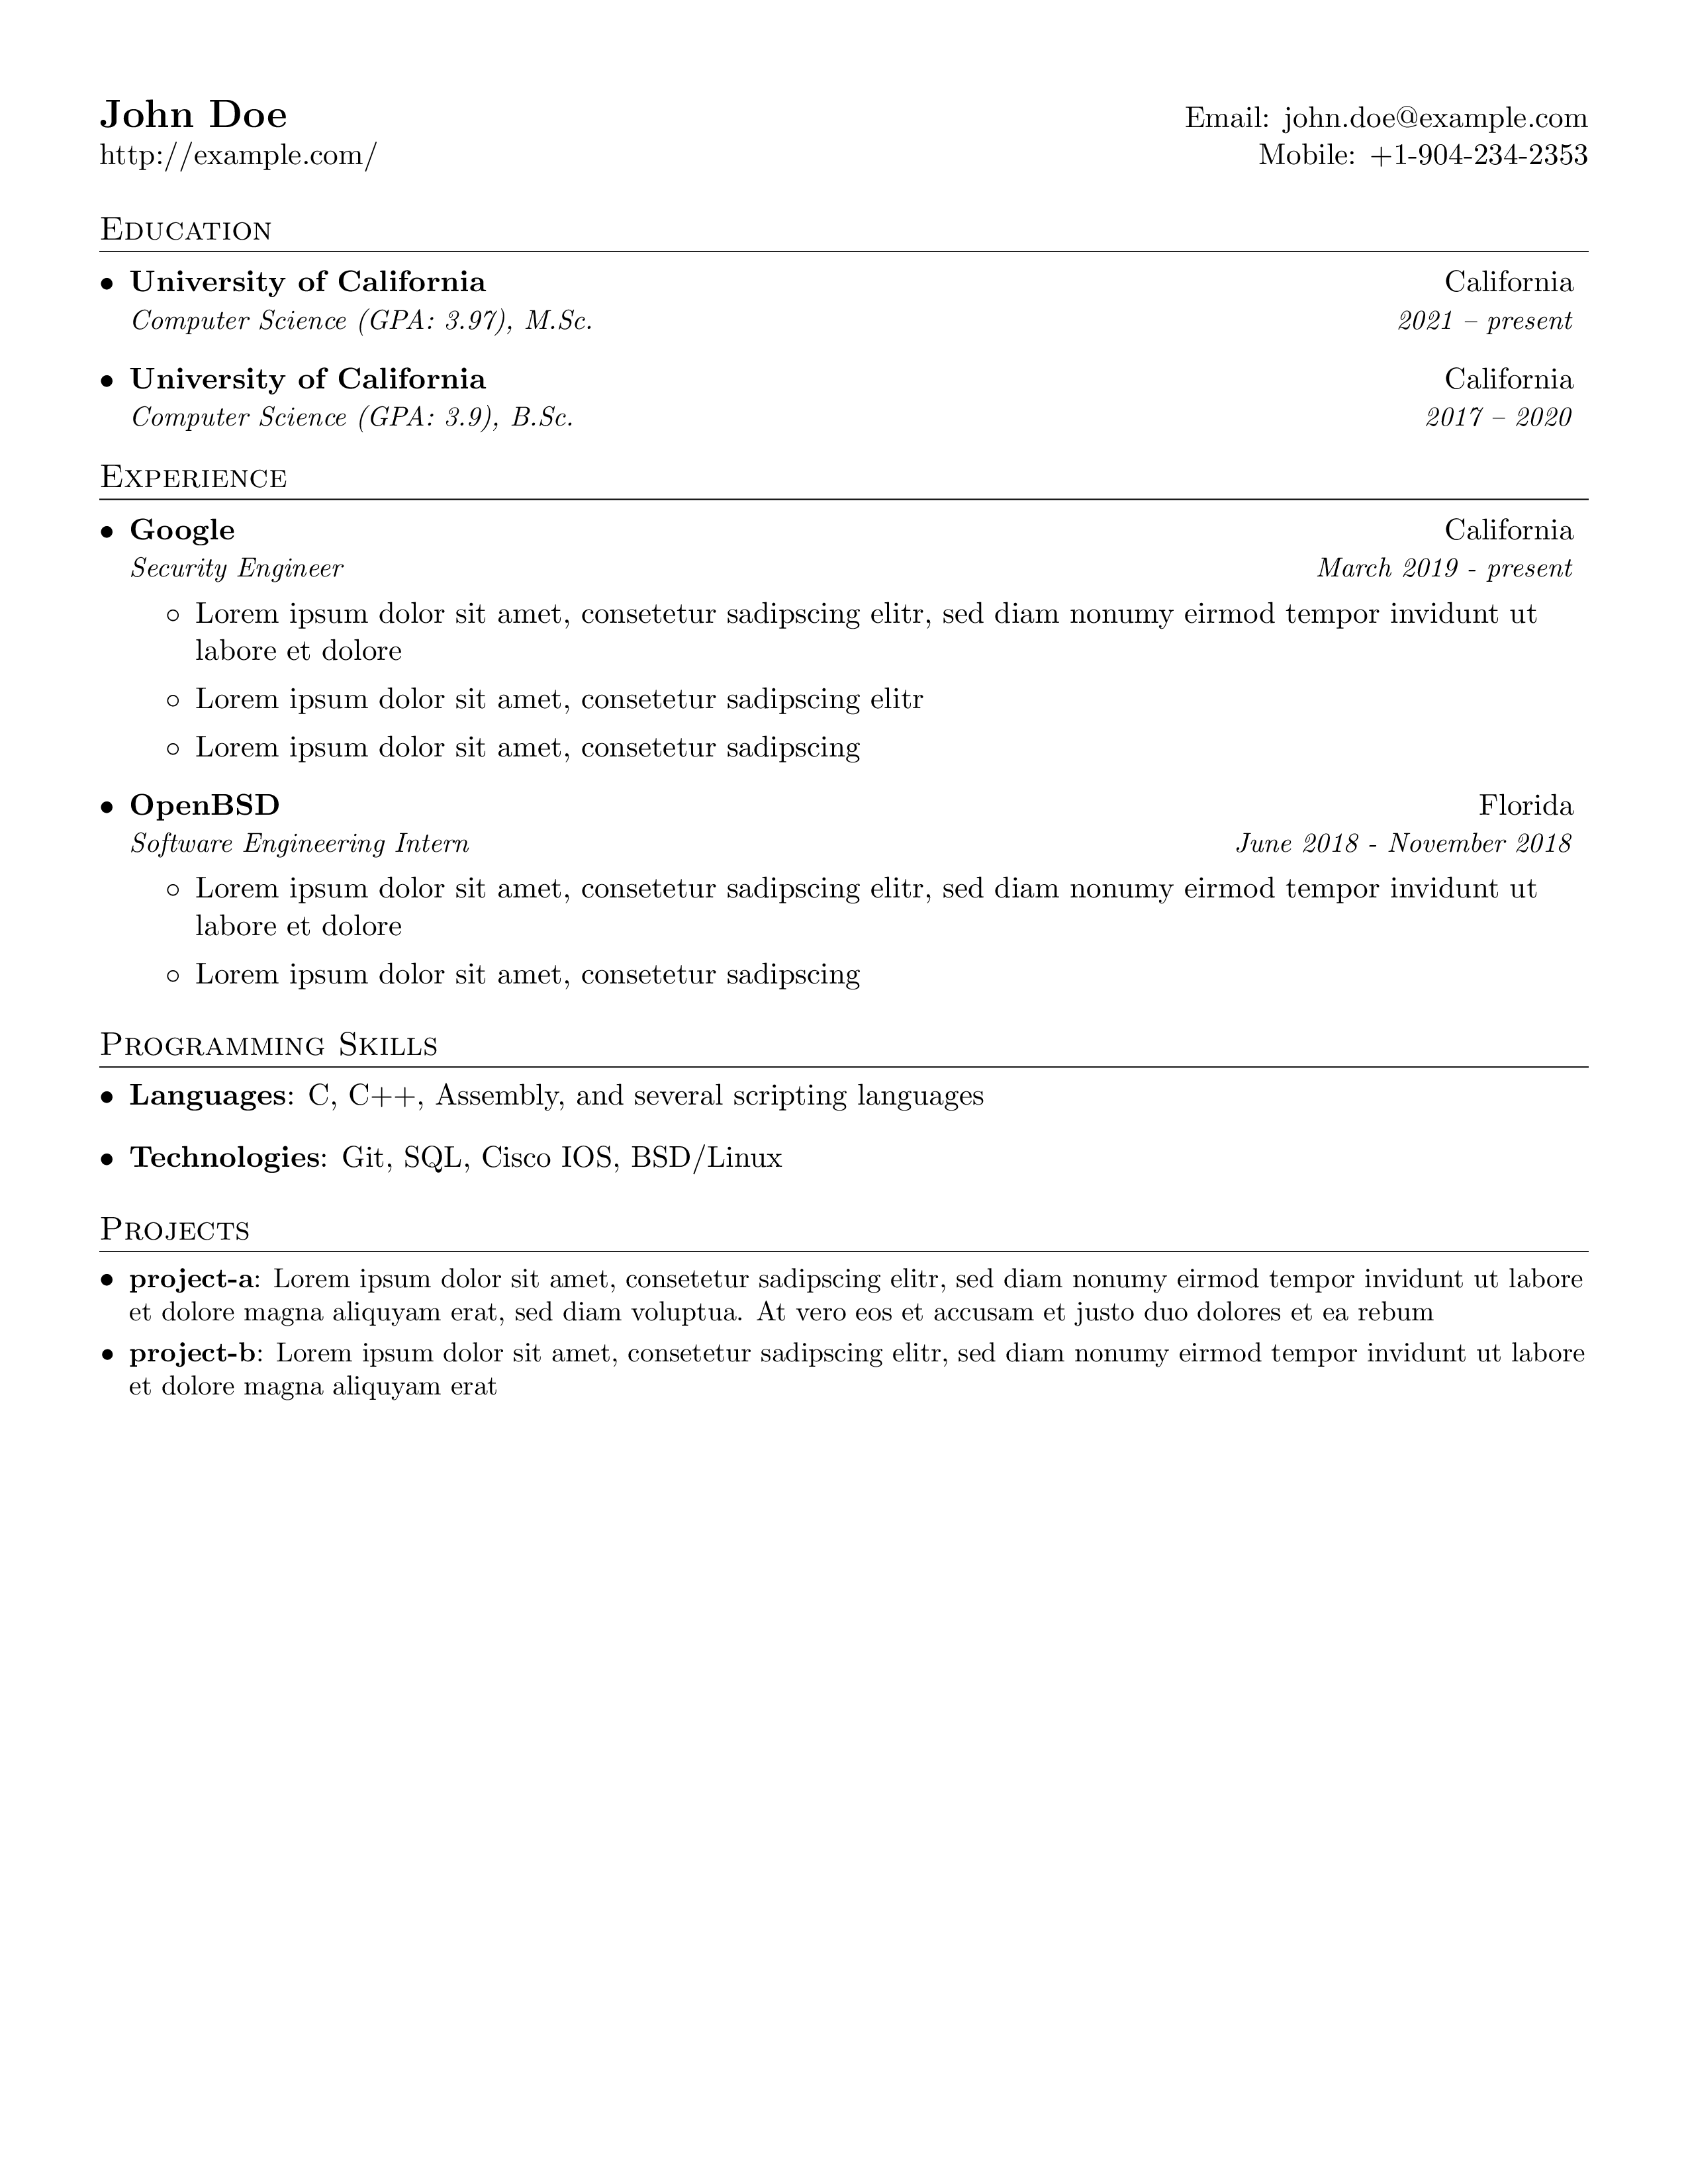 John Doe Email: john.doe@example.com
http://example.com/ Mobile: +1-904-234-2353
Education
• University of California California
Computer Science (GPA: 3.97), M.Sc. 2021 – present
• University of California California
Computer Science (GPA: 3.9), B.Sc. 2017 – 2020
Experience
• Google California
Security Engineer March 2019 - present
◦ Lorem ipsum dolor sit amet, consetetur sadipscing elitr, sed diam nonumy eirmod tempor invidunt ut
labore et dolore
◦ Lorem ipsum dolor sit amet, consetetur sadipscing elitr
◦ Lorem ipsum dolor sit amet, consetetur sadipscing
• OpenBSD Florida
Software Engineering Intern June 2018 - November 2018
◦ Lorem ipsum dolor sit amet, consetetur sadipscing elitr, sed diam nonumy eirmod tempor invidunt ut
labore et dolore
◦ Lorem ipsum dolor sit amet, consetetur sadipscing
Programming Skills
• Languages: C, C++, Assembly, and several scripting languages
• Technologies: Git, SQL, Cisco IOS, BSD/Linux
Projects
• project-a: Lorem ipsum dolor sit amet, consetetur sadipscing elitr, sed diam nonumy eirmod tempor invidunt ut labore
et dolore magna aliquyam erat, sed diam voluptua. At vero eos et accusam et justo duo dolores et ea rebum
• project-b: Lorem ipsum dolor sit amet, consetetur sadipscing elitr, sed diam nonumy eirmod tempor invidunt ut labore
et dolore magna aliquyam erat